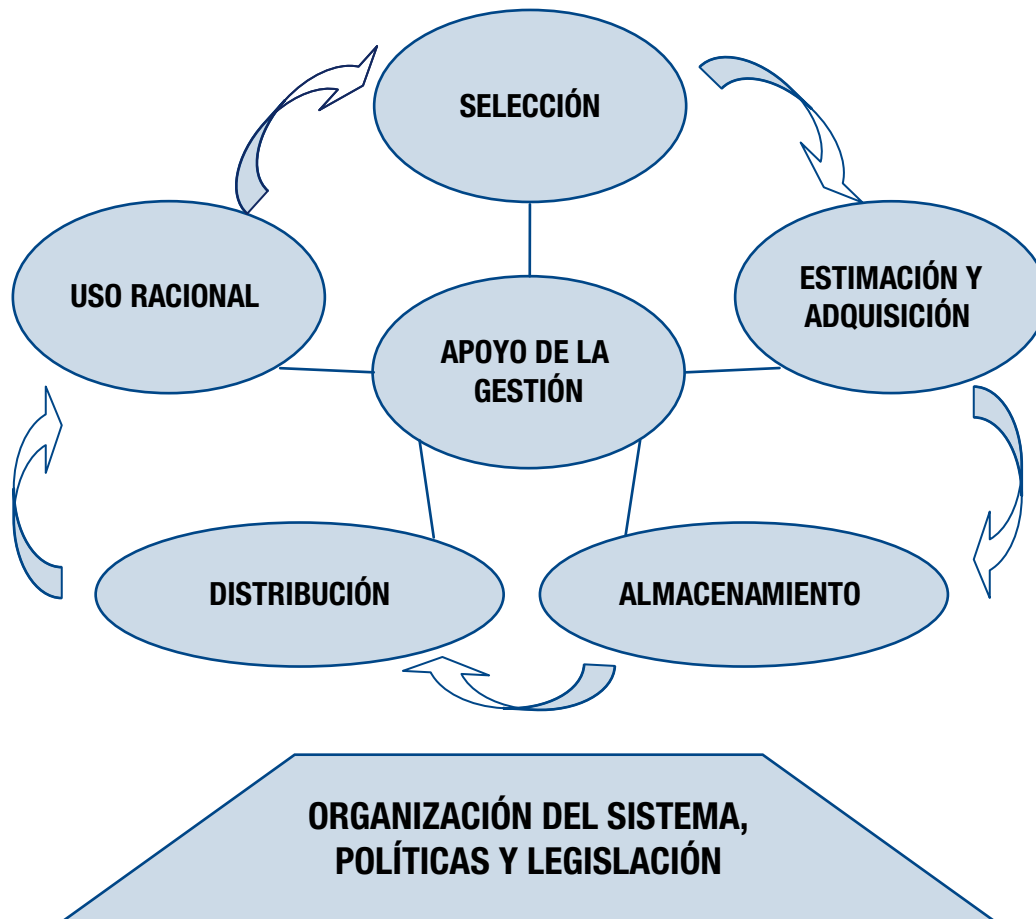 SELECCIÓN
USO RACIONAL
ESTIMACIÓN Y
ADQUISICIÓN
APOYO DE LA
GESTIÓN
DISTRIBUCIÓN
ALMACENAMIENTO
ORGANIZACIÓN DEL SISTEMA,
POLÍTICAS Y LEGISLACIÓN